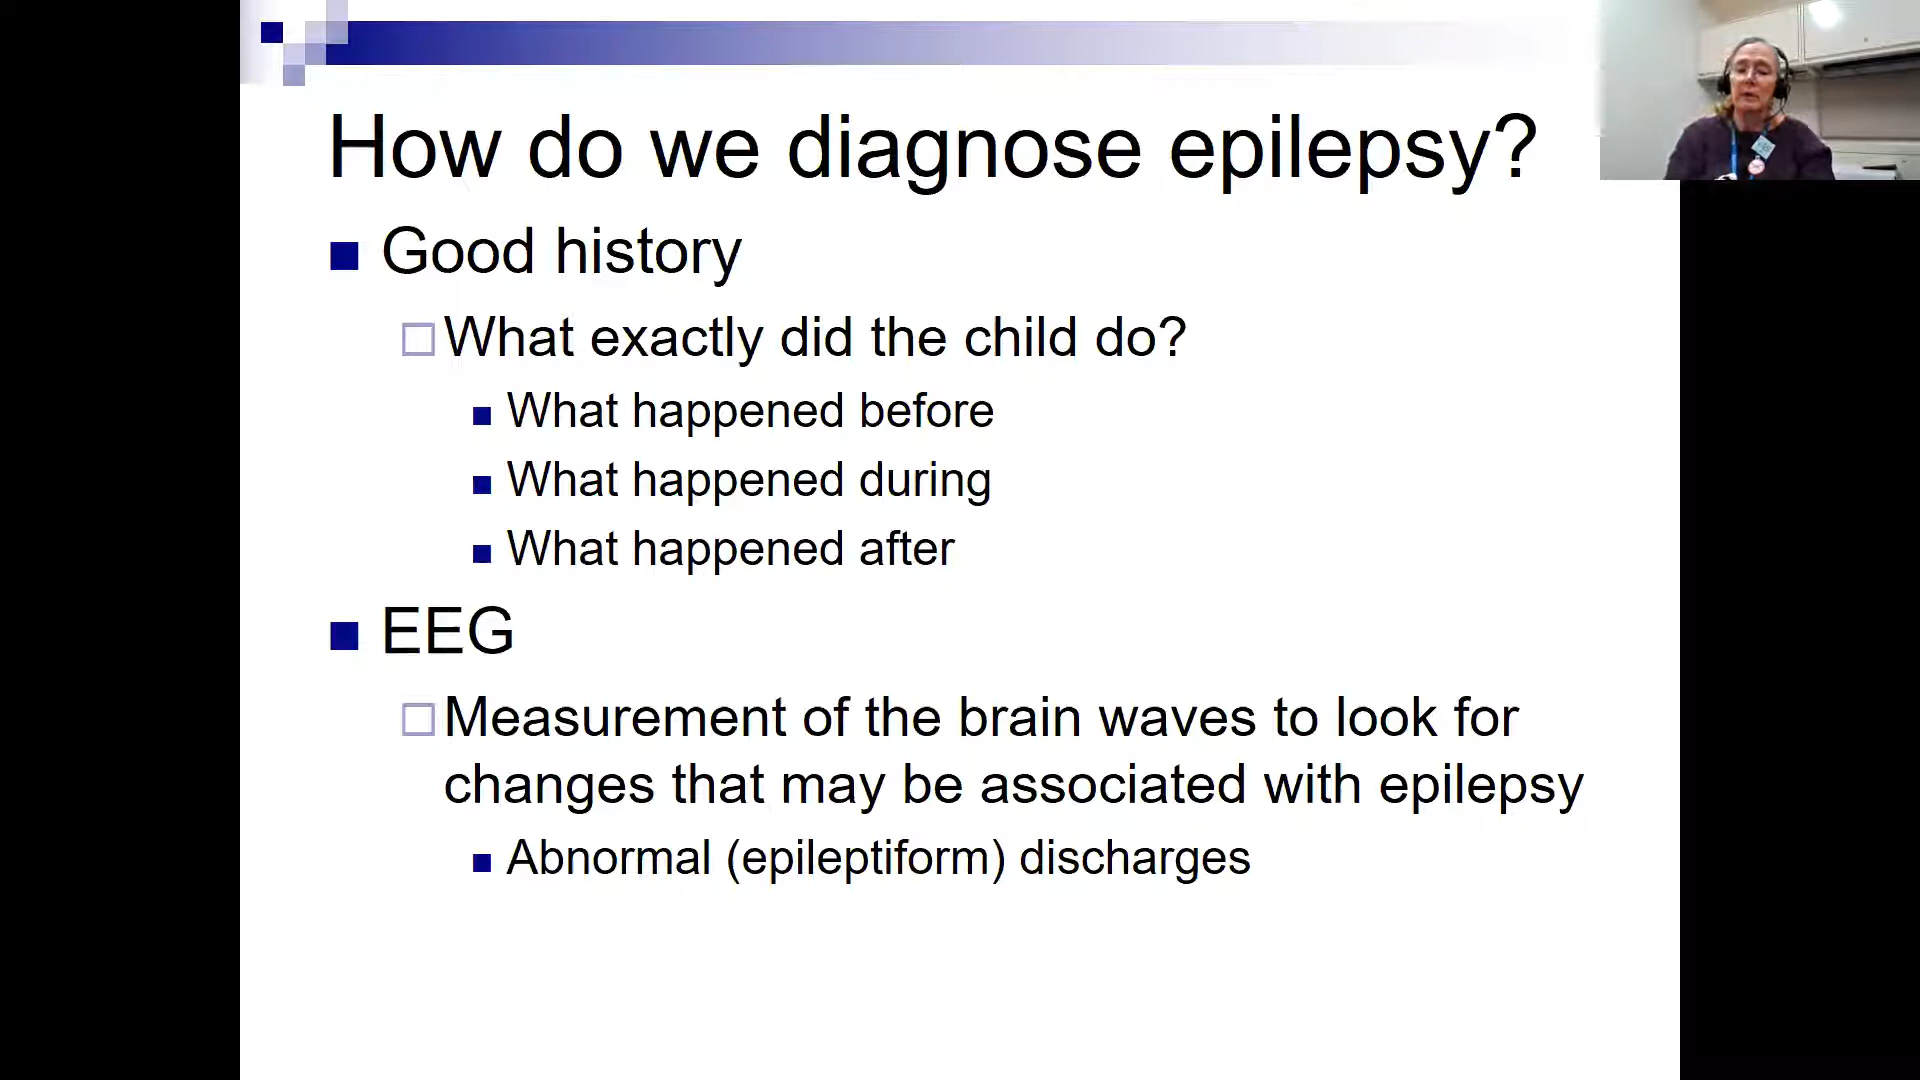 How do we diagnose epilepsy?
Good history
What exactly did the child do?
What happened before
What happened during
What happened after
EEG
Measurement of the brain waves to look for
changes that may be associated with epilepsy
Abnormal (epileptiform) discharges